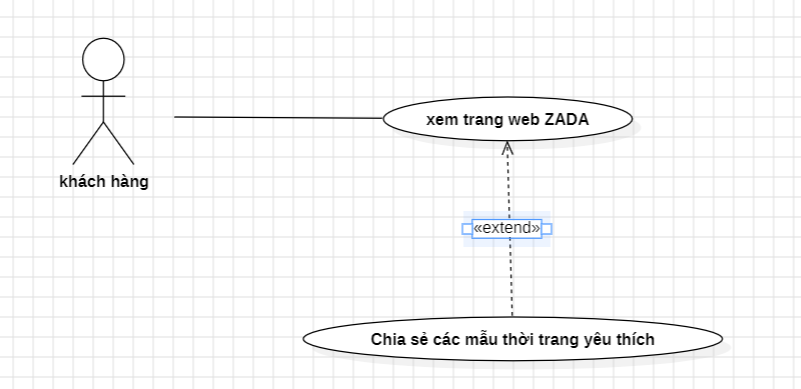 xem trang web ZADA
khách hàng
«extend»
Chia sẻ các mẫu thời trang yêu thích